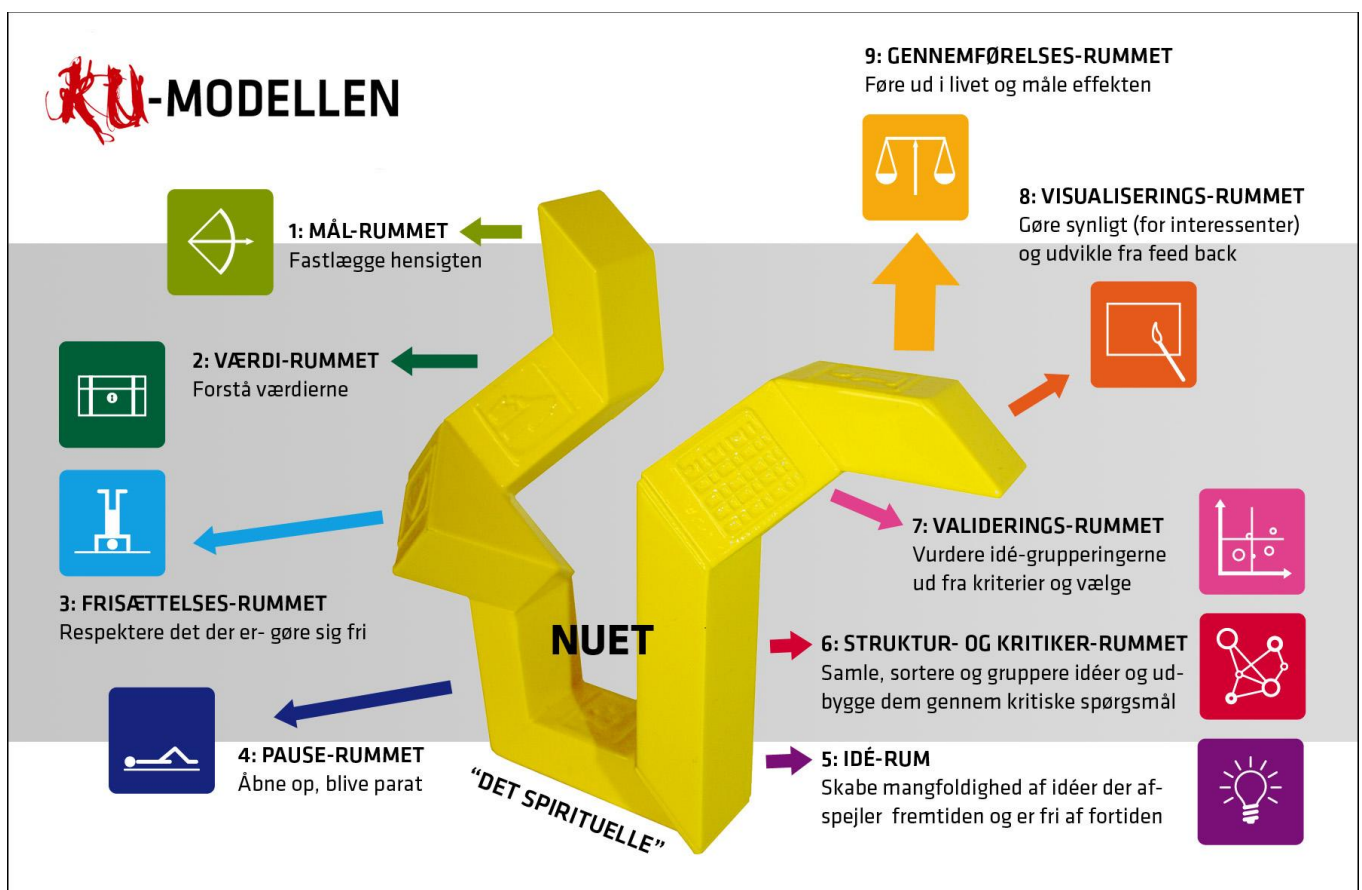 KU-MODELLEN
1: MÅL-RUMMET
Fastlægge hensigten
2: VÆRDI-RUMMET
Forstå værdierne
3: FRISÆTTELSES-RUMMET
Respektere det der er- gøre sig fri
4: PAUSE-RUMMET
Åbne op, blive parat
NUET
“DET SPIRITUELLE”
5: IDÉ-RUM
Skabe mangfoldighed af idéer der af-
spejler fremtiden og er fri af fortiden
6: STRUKTUR- OG KRITIKER-RUMMET
Samle, sortere og gruppere idéer og ud-
bygge dem gennem kritiske spørgsmål
7: VALIDERINGS-RUMMET
Vurdere idé-grupperingerne
ud fra kriterier og vælge
8: VISUALISERINGS-RUMMET
Gøre synligt (for interessenter)
og udvikle fra feed back
9: GENNEMFØRELSES-RUMMET
Føre ud i livet og måle effekten